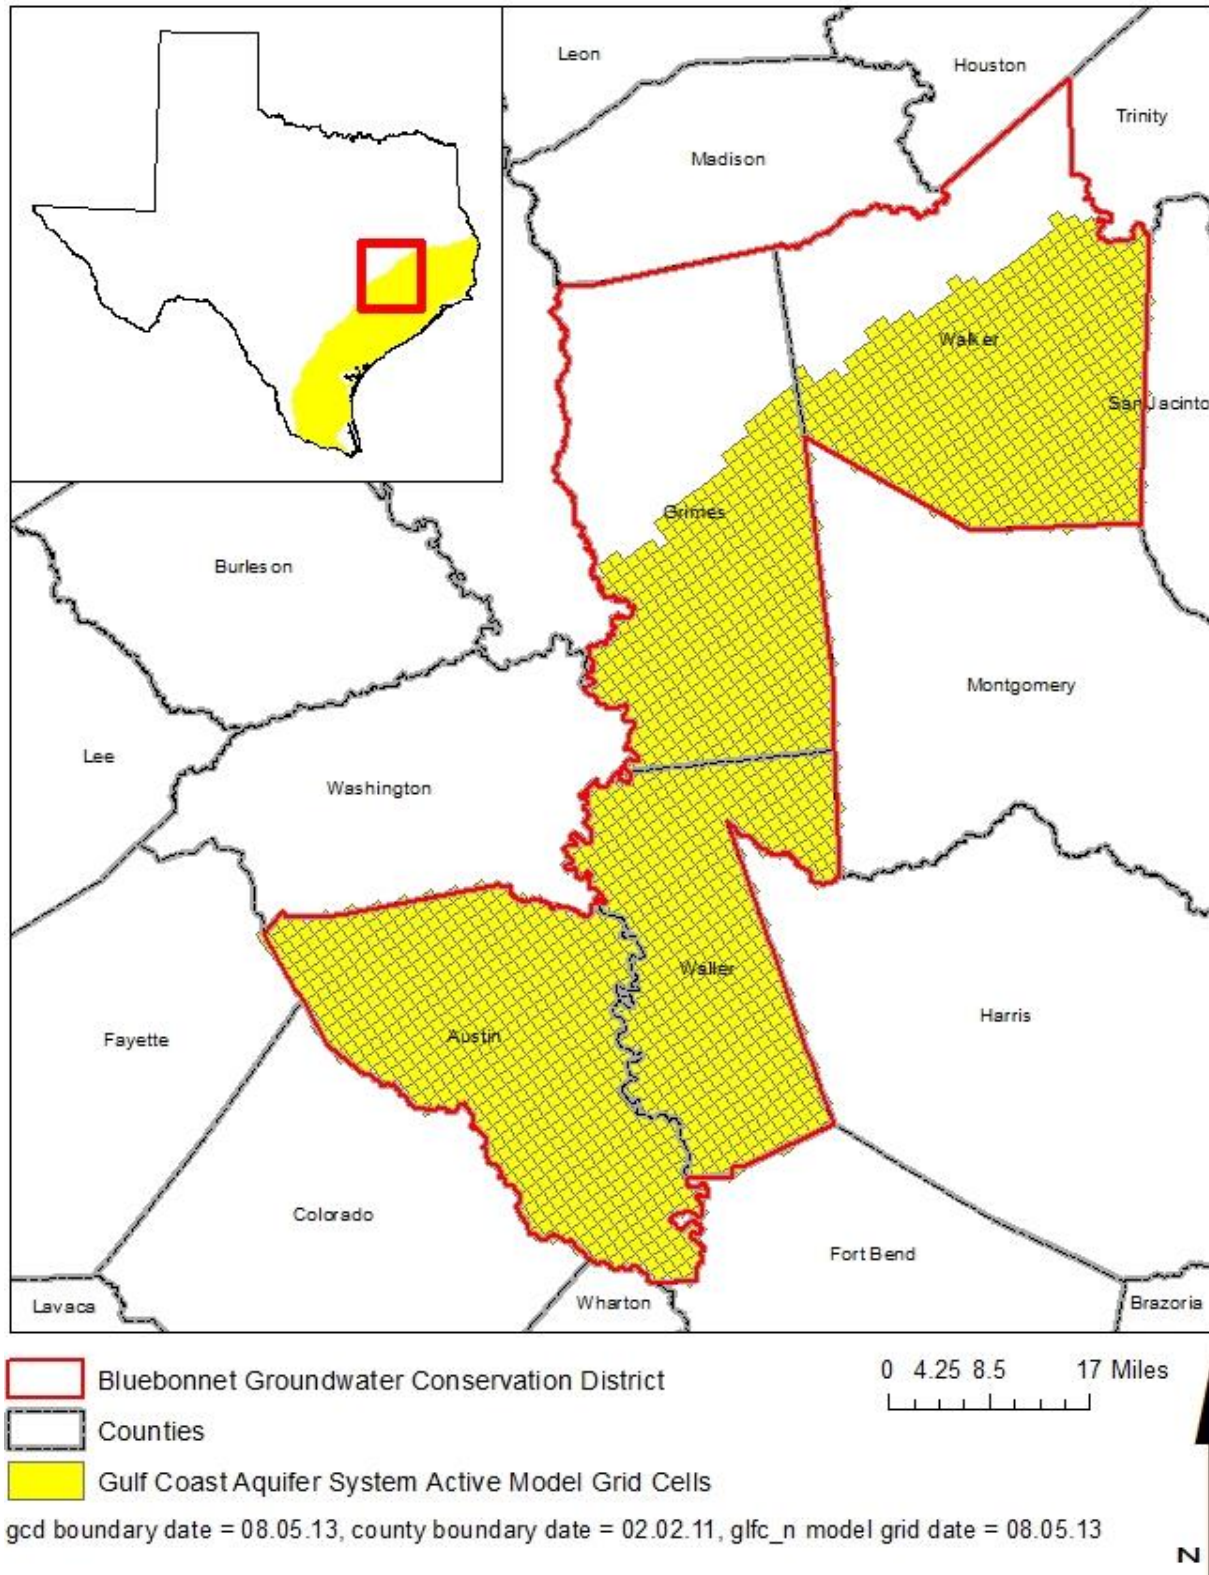 Leon
Houston
Trinity
Madison
Walker
San Jacinto
Grimes
Burleson
Montgomery
Lee
Washington
Waller
Harris
Austin
Fayette
Colorado
Fort Bend
Lavaca
Wharton
Brazoria
Bluebonnet Groundwater Conservation District
0 4.25 8.5 17 Miles
Counties
Gulf Coast Aquifer System Active Model Grid Cells
gcd boundary date = 08.05.13, county boundary date = 02.02.11, glfc_n model grid date = 08.05.13
N